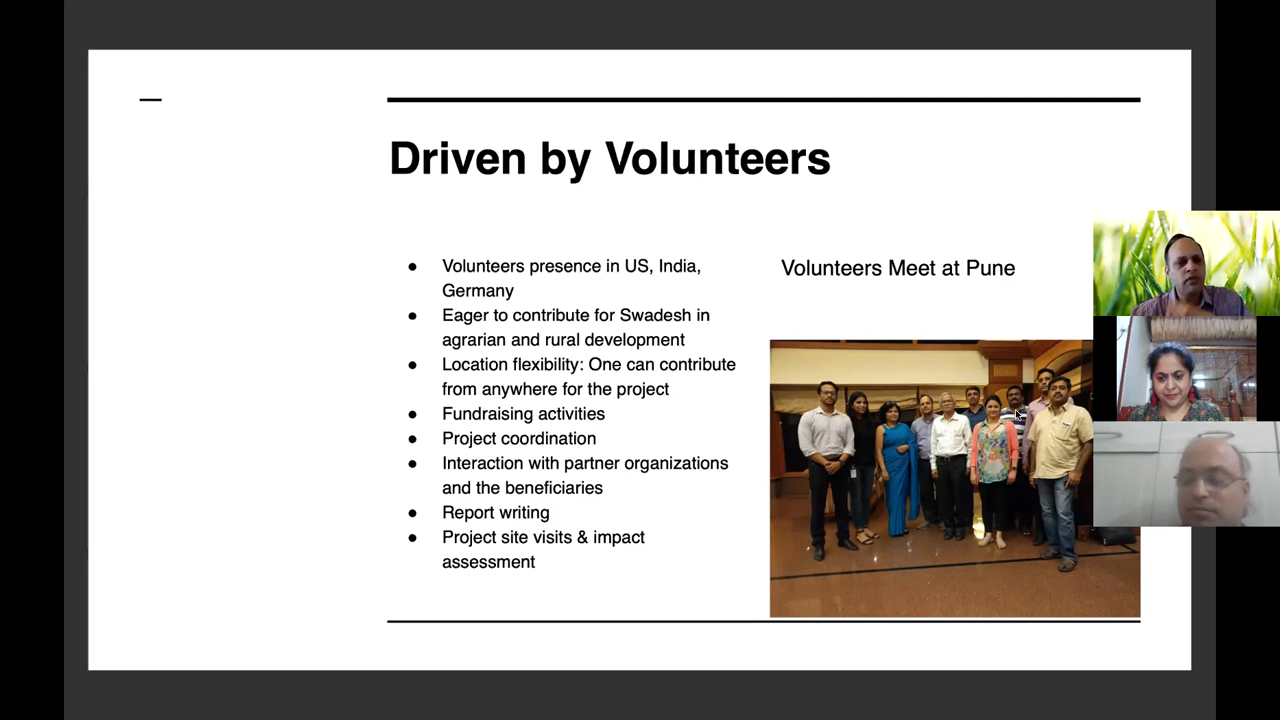 Driven by Volunteers
● Volunteers presence in US, India,
Germany
● Eager to contribute for Swadesh in
agrarian and rural development
● Location flexibility: One can contribute
from anywhere for the project
● Fundraising activities
● Project coordination
● Interaction with partner organizations
and the beneficiaries
● Report writing
● Project site visits & impact
assessment
Volunteers Meet at Pune